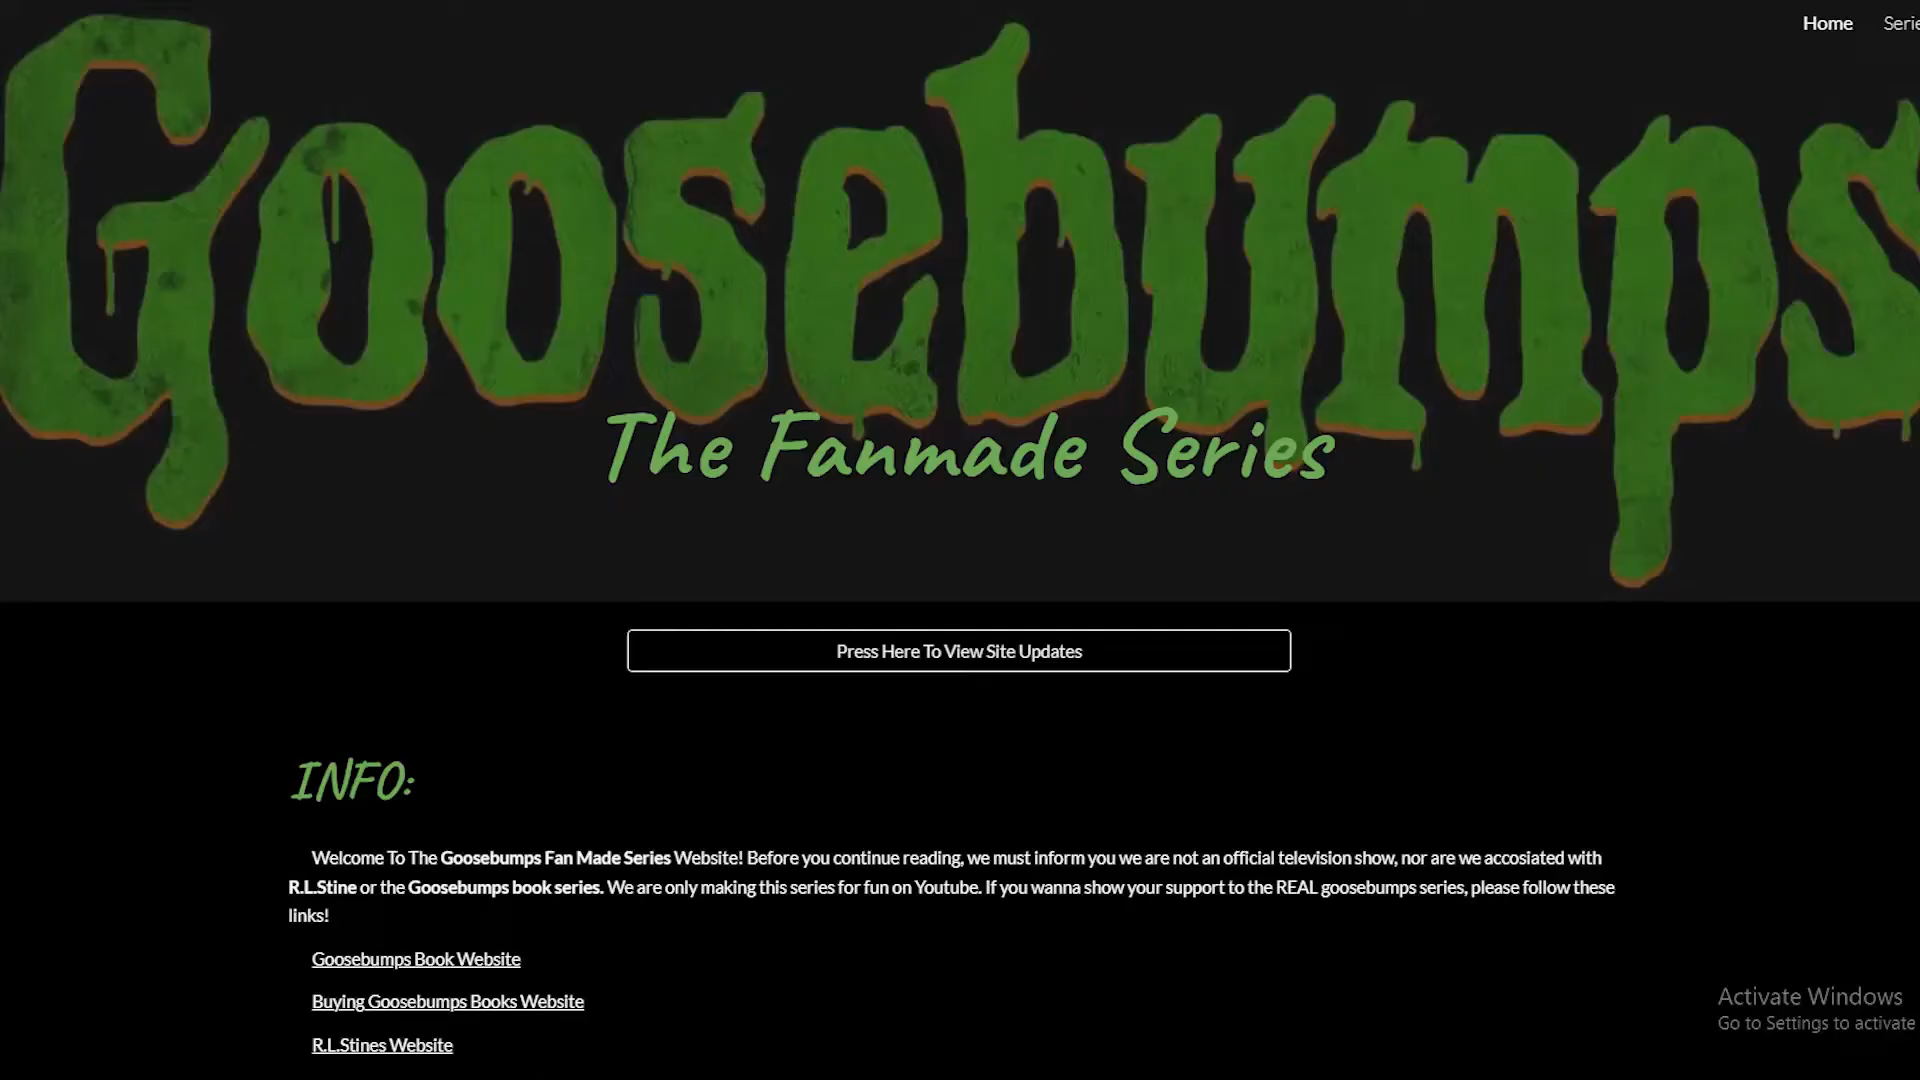 Home Serie
Goosebumps
The Fanmade Series
Press Here To View Site Updates
INFO:
Welcome To The Goosebumps Fan Made Series Website! Before you continue reading, we must inform you we are not an official television show, nor are we accosiated with
R.L.Stine or the Goosebumps book series. We are only making this series for fun on Youtube. If you wanna show your support to the REAL goosebumps series, please follow these
links!
Goosebumps Book Website
Buying Goosebumps Books Website
R.L.Stines Website
Activate Windows
Go to Settings to activate